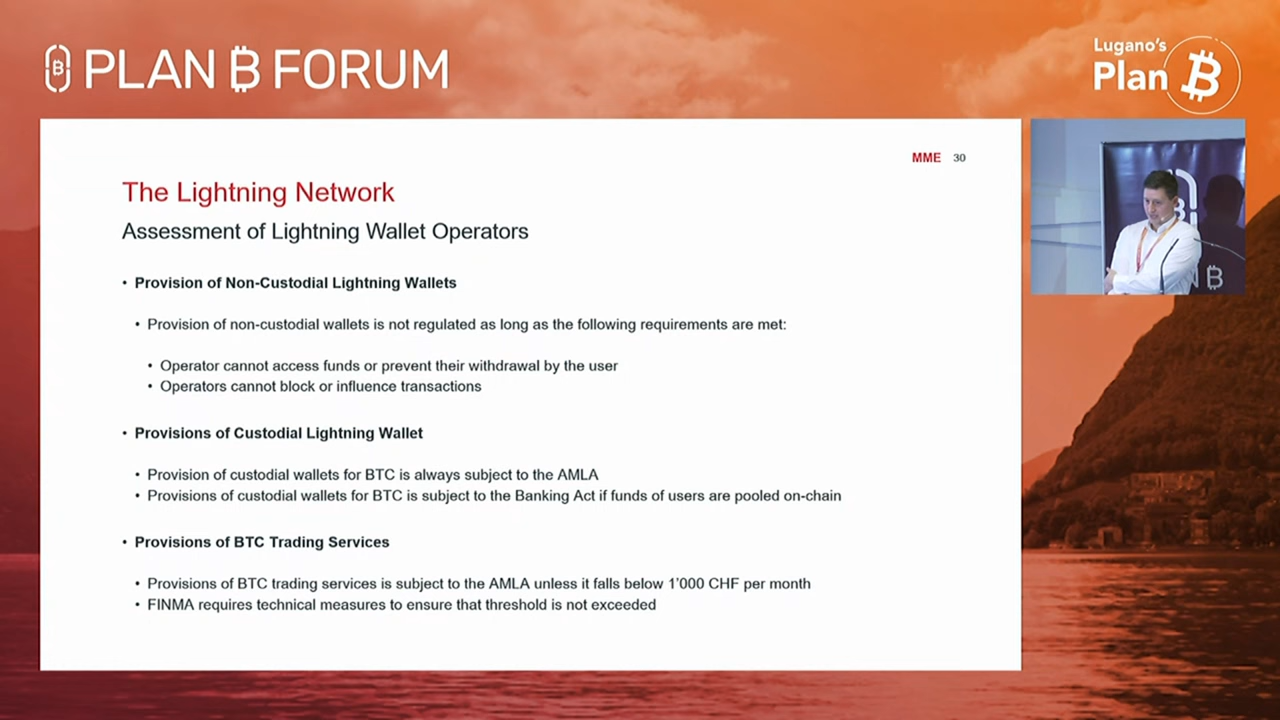 PLAN B FORUM
Lugano's
Plan B
MME 30
The Lightning Network
Assessment of Lightning Wallet Operators
• Provision of Non-Custodial Lightning Wallets
• Provision of non-custodial wallets is not regulated as long as the following requirements are met:
• Operator cannot access funds or prevent their withdrawal by the user
• Operators cannot block or influence transactions
• Provisions of Custodial Lightning Wallet
• Provision of custodial wallets for BTC is always subject to the AMLA
• Provisions of custodial wallets for BTC is subject to the Banking Act if funds of users are pooled on-chain
• Provisions of BTC Trading Services
• Provisions of BTC trading services is subject to the AMLA unless it falls below 1'000 CHF per month
• FINMA requires technical measures to ensure that threshold is not exceeded
N B